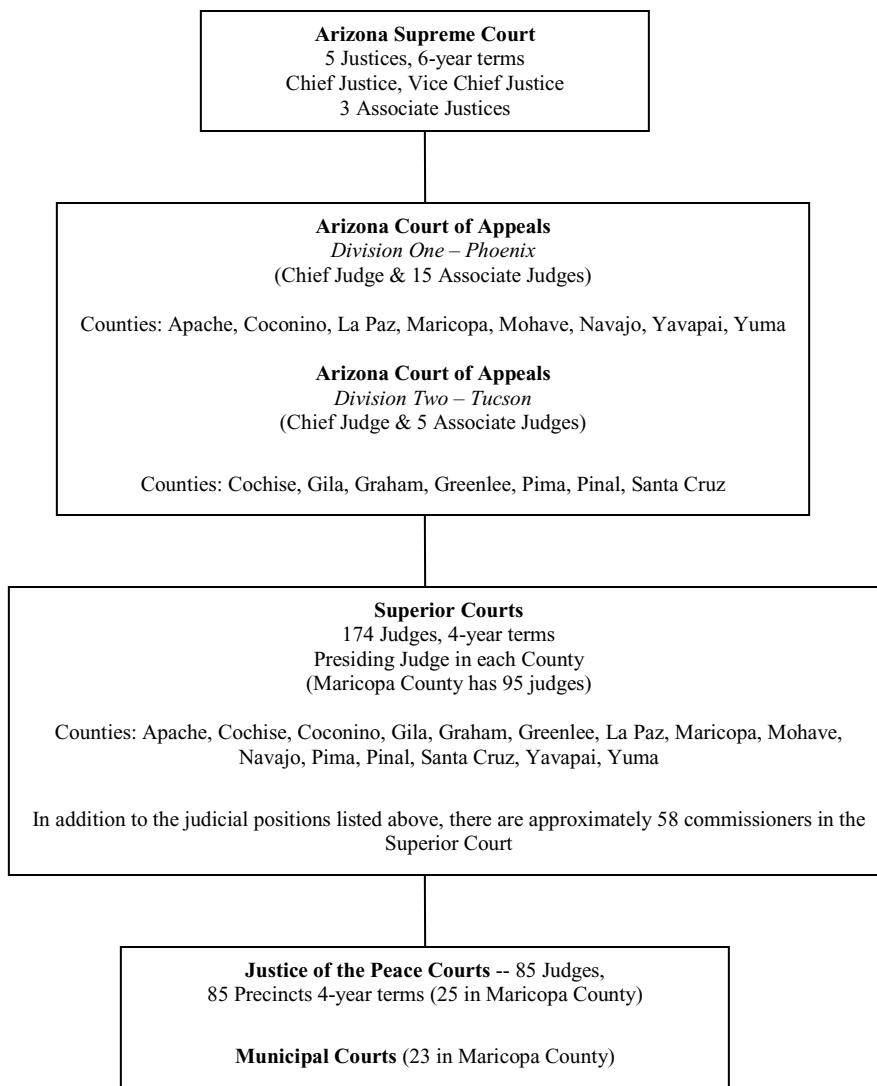 Arizona Supreme Court
5 Justices, 6-year terms
Chief Justice, Vice Chief Justice
3 Associate Justices
Arizona Court of Appeals
Division One – Phoenix
(Chief Judge & 15 Associate Judges)
Counties: Apache, Coconino, La Paz, Maricopa, Mohave, Navajo, Yavapai, Yuma
Arizona Court of Appeals
Division Two – Tucson
(Chief Judge & 5 Associate Judges)
Counties: Cochise, Gila, Graham, Greenlee, Pima, Pinal, Santa Cruz
Superior Courts
174 Judges, 4-year terms
Presiding Judge in each County
(Maricopa County has 95 judges)
Counties: Apache, Cochise, Coconino, Gila, Graham, Greenlee, La Paz, Maricopa, Mohave,
Navajo, Pima, Pinal, Santa Cruz, Yavapai, Yuma
In addition to the judicial positions listed above, there are approximately 58 commissioners in the
Superior Court
Justice of the Peace Courts -- 85 Judges,
85 Precincts 4-year terms (25 in Maricopa County)
Municipal Courts (23 in Maricopa County)